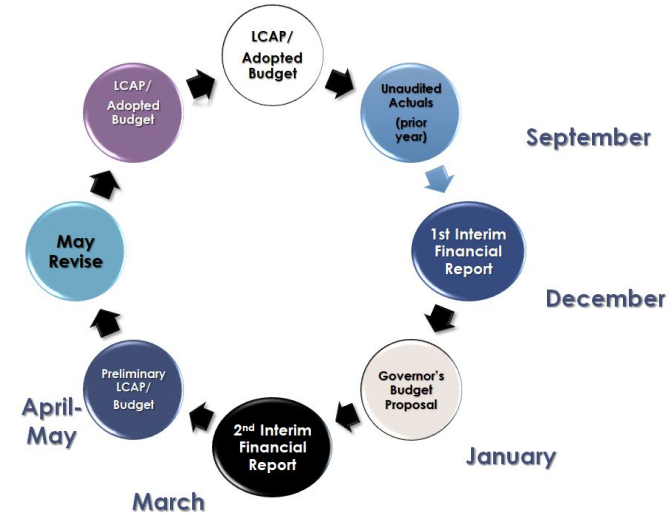 LCAP/
Adopted
Budget
Unaudited
Actuals
(prior
year)
September
1st Interim
Financial
Report
December
Governor's
Budget
Proposal
January
2nd Interim
Financial
Report
March
Preliminary
LCAP/
Budget
April-
May
May
Revise
LCAP/
Adopted
Budget